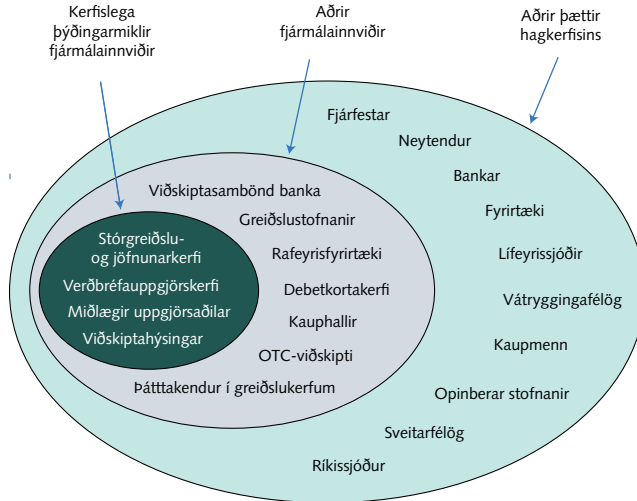 Kerfislega
þýðingarmiklir
fjármálainnviðir
Aðrir
fjármálainnviðir
Aðrir þættir
hagkerfisins
Fjárfestar
Neytendur
Bankar
Fyrirtæki
Lífeyrissjóðir
Vátryggingafélög
Kaupmenn
Opinberar stofnanir
Sveitarfélög
Ríkissjóður
Viðskiptasambönd banka
Greiðslustofnanir
Rafeyrisfyrirtæki
Debetkortakerfi
Kauphallir
OTC-viðskipti
Þátttakendur í greiðslukerfum
Stórgreiðslu-
og jöfnunarkerfi
Verðbréfauppgjörskerfi
Miðlægir uppgjörsaðilar
Viðskiptahýsingar